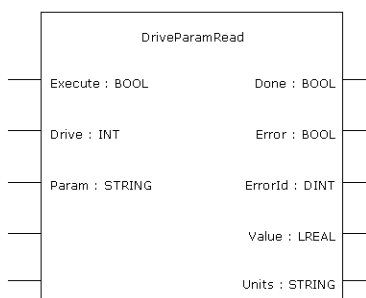 DriveParamRead
Execute : BOOL Done : BOOL
Drive : INT Error : BOOL
Param : STRING ErrorId : DINT
Value : LREAL
Units : STRING